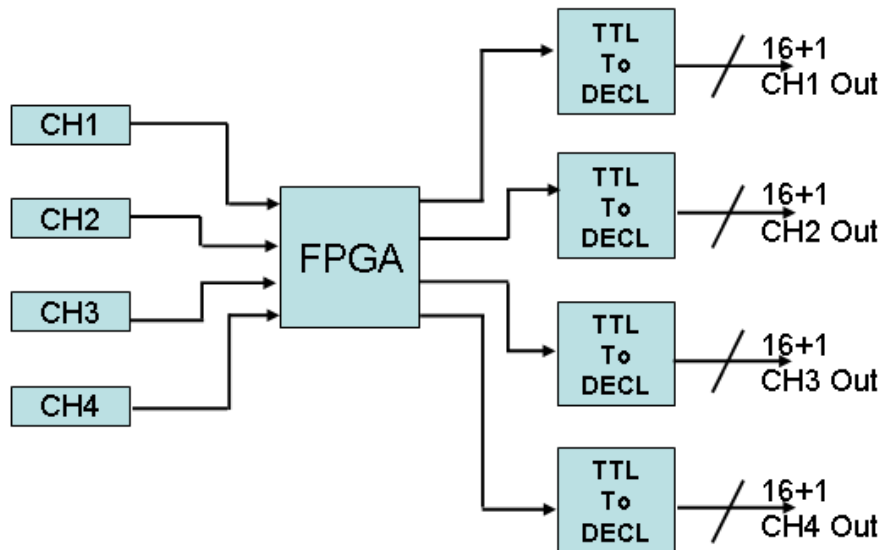 CH1
CH2
CH3
CH4
FPGA
TTL
To
DECL
16+1
CH1 Out
TTL
To
DECL
16+1
CH2 Out
TTL
To
DECL
16+1
CH3 Out
TTL
To
DECL
16+1
CH4 Out